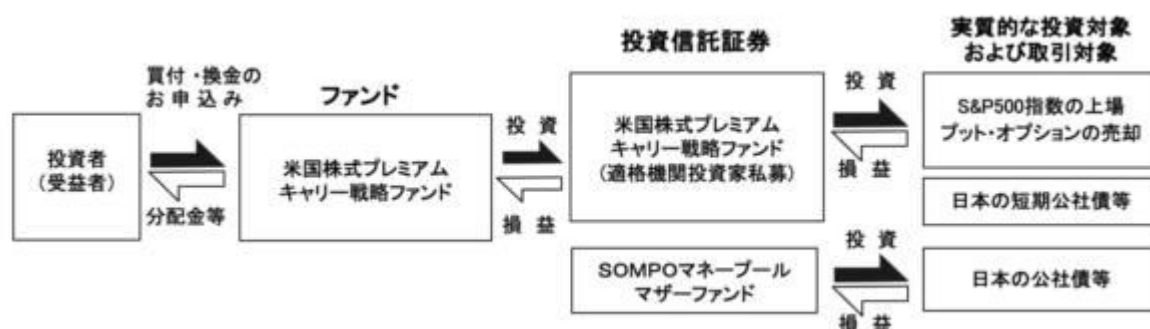 実質的な投資対象
および取引対象
投資信託証券
買付・換金の
お申込み
ファンド
投資
投資
投資者
(受益者)
米国株式プレミアム
キャリー戦略ファンド
米国株式プレミアム
キャリー戦略ファンド
(適格機関投資家私募)
S&P500指数の上場
プット・オプションの売却
分配金等
損益
損益
日本の短期公社債等
投資
SOMPOマネープール
マザーファンド
日本の公社債等
損益